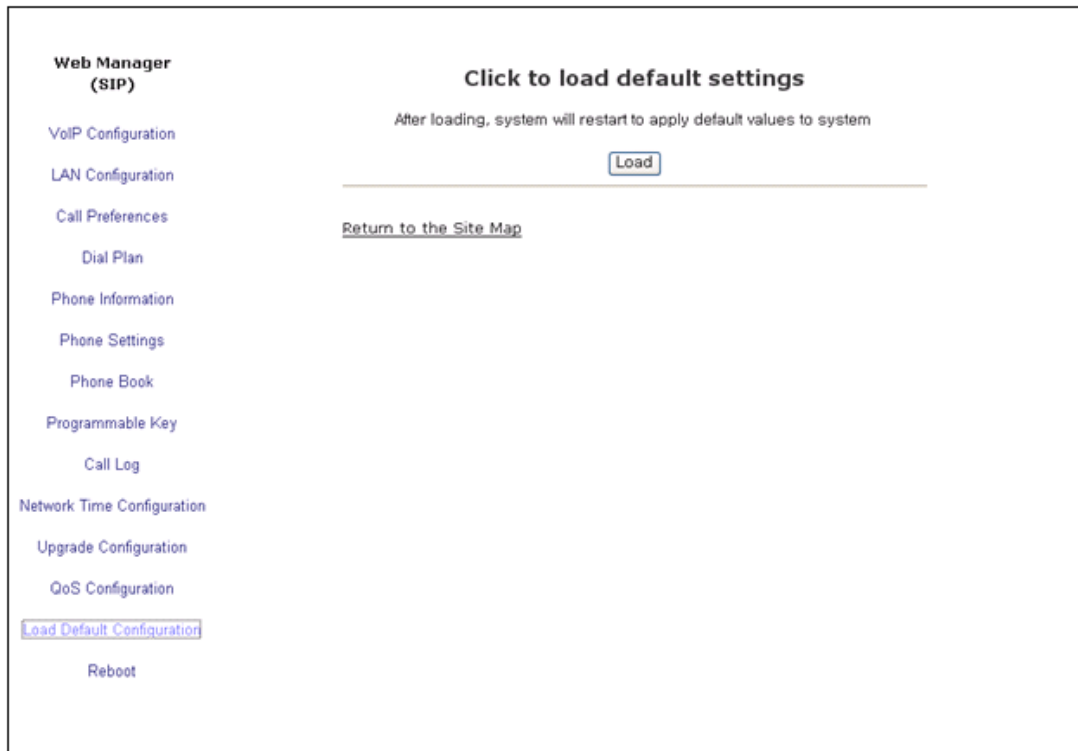 Web Manager
(SIP)
VoIP Configuration
LAN Configuration
Call Preferences
Dial Plan
Phone Information
Phone Settings
Phone Book
Programmable Key
Call Log
Network Time Configuration
Upgrade Configuration
QoS Configuration
Load Default Configuration
Reboot
Click to load default settings
After loading, system will restart to apply default values to system
Load
Return to the Site Map